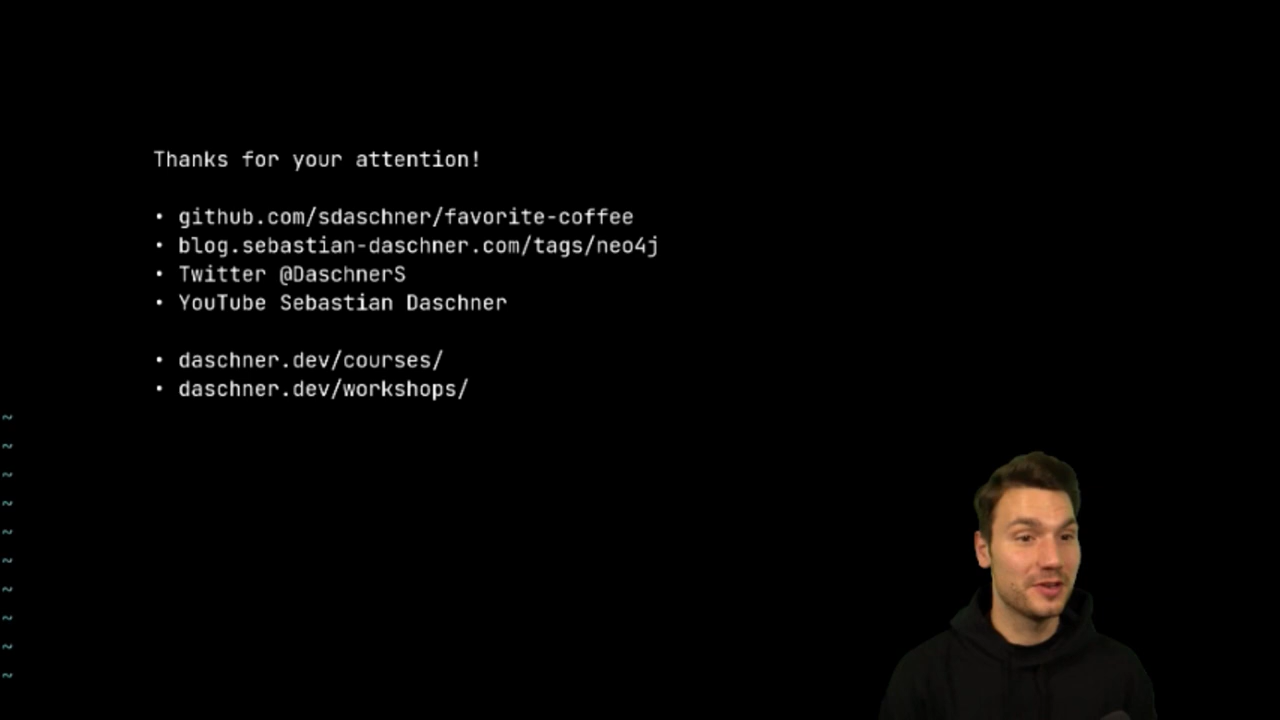 Thanks for your attention!
• github.com/sdaschner/favorite-coffee
• blog.sebastian-daschner.com/tags/neo4j
• Twitter @DaschnerS
• YouTube Sebastian Daschner
• daschner.dev/courses/
• daschner.dev/workshops/
~
~
~
~
~
~
~
~
~
~